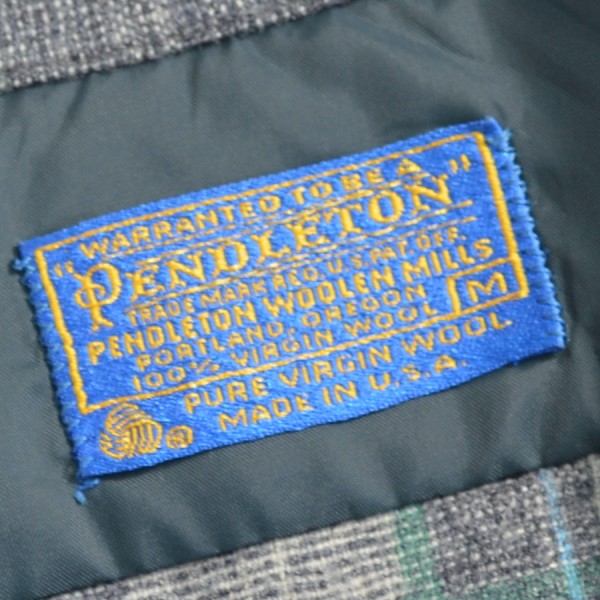 "WARRANTED TO BE A
PENDLETON"
TRADE MARK REG. U.S. PAT. OFF.
PENDLETON WOOLEN MILLS
PORTLAND, OREGON
100% VIRGIN WOOL
M
PURE VIRGIN WOOL
MADE IN U.S.A.
®